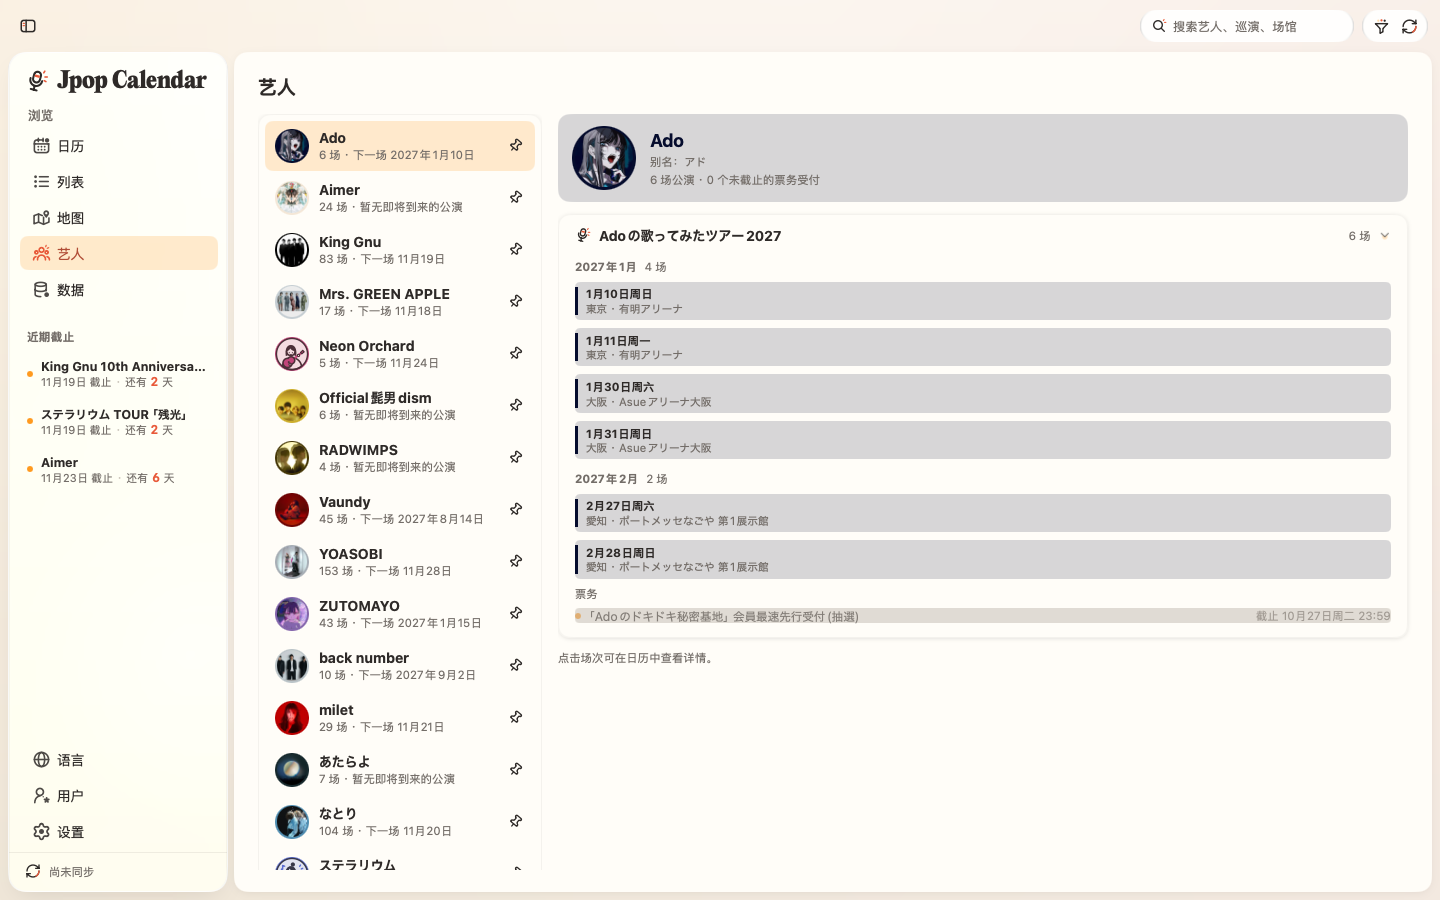 搜索艺人、巡演、场馆
Jpop Calendar
浏览
日历
列表
地图
艺人
数据
近期截止
King Gnu 10th Anniversa...
11月19日 截止 · 还有 2 天
ステラリウム TOUR「残光」
11月19日 截止 · 还有 2 天
Aimer
11月23日 截止 · 还有 6 天
语言
用户
设置
尚未同步
艺人
Ado
6 场 · 下一场 2027年1月10日
Aimer
24 场 · 暂无即将到来的公演
King Gnu
83 场 · 下一场 11月19日
Mrs. GREEN APPLE
17 场 · 下一场 11月18日
Neon Orchard
5 场 · 下一场 11月24日
Official髭男dism
6 场 · 暂无即将到来的公演
RADWIMPS
4 场 · 暂无即将到来的公演
Vaundy
45 场 · 下一场 2027年8月14日
YOASOBI
153 场 · 下一场 11月28日
ZUTOMAYO
43 场 · 下一场 2027年1月15日
back number
10 场 · 下一场 2027年9月2日
milet
29 场 · 下一场 11月21日
あたらよ
7 场 · 暂无即将到来的公演
なとり
104 场 · 下一场 11月20日
ステラリウム
Ado
别名： アド
6 场公演 · 0 个未截止的票务受付
Adoの歌ってみたツアー2027
6 场
2027年1月 4 场
1月10日周日
東京 · 有明アリーナ
1月11日周一
東京 · 有明アリーナ
1月30日周六
大阪 · Asueアリーナ大阪
1月31日周日
大阪 · Asueアリーナ大阪
2027年2月 2 场
2月27日周六
愛知 · ポートメッセなごや 第1展示館
2月28日周日
愛知 · ポートメッセなごや 第1展示館
票务
「Adoのドキドキ秘密基地」会員最速先行受付(抽選)
截止 10月27日周二 23:59
点击场次可在日历中查看详情。